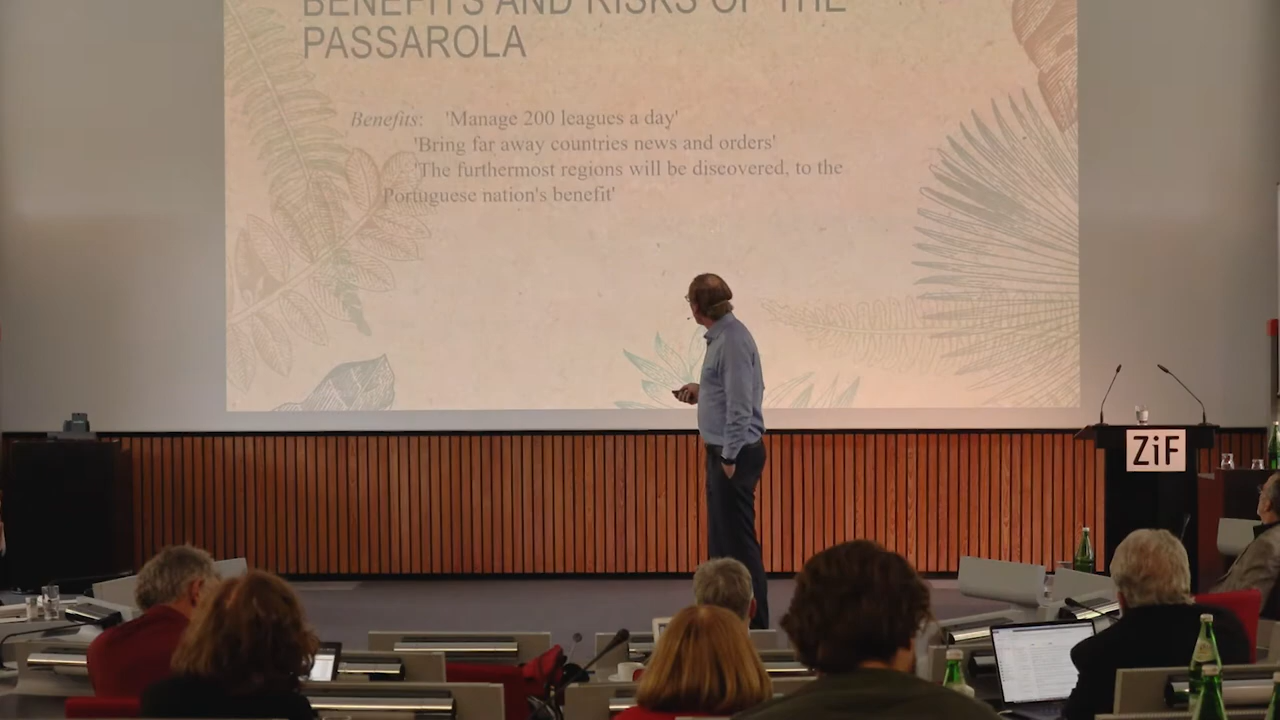 BENEFITS AND RISKS OF THE
PASSAROLA
Benefits: 'Manage 200 leagues a day'
'Bring far away countries news and orders'
'The furthermost regions will be discovered, to the
Portuguese nation's benefit'
ZiF